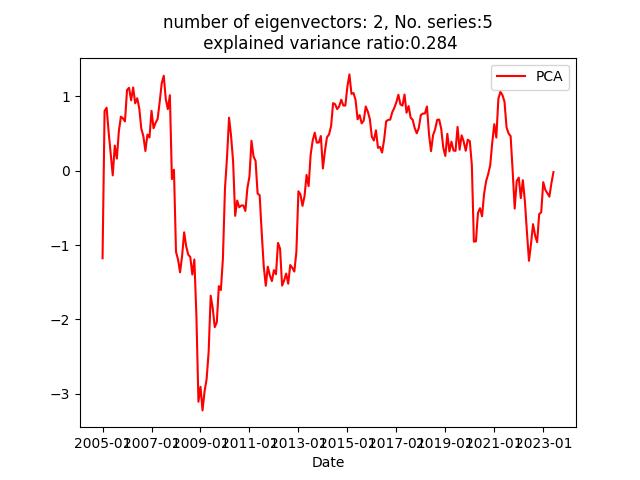 number of eigenvectors: 2, No. series:5
explained variance ratio:0.284
PCA
1
0
−1
−2
−3
2005-01 2007-01 2009-01 2011-01 2013-01 2015-01 2017-01 2019-01 2021-01 2023-01
Date